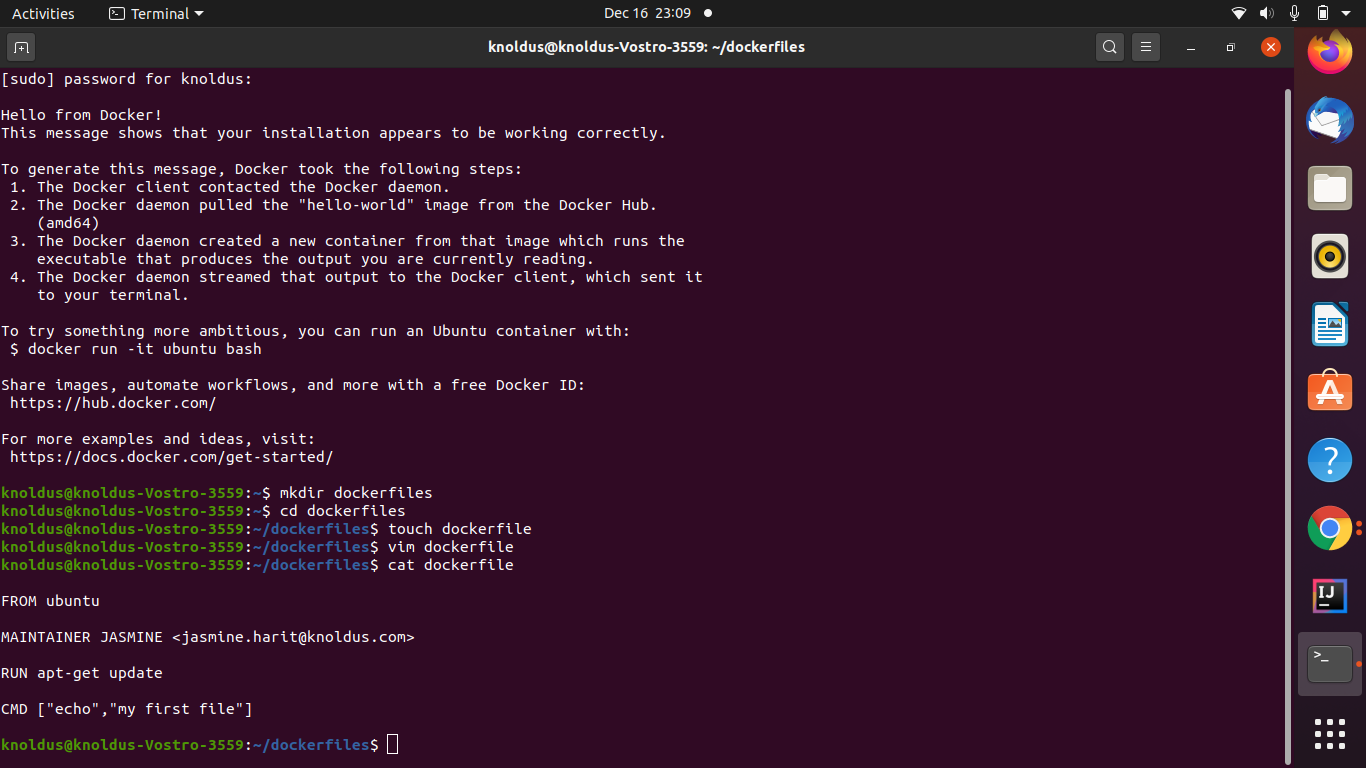 Activities Terminal Dec 16 23:09
knoldus@knoldus-Vostro-3559: ~/dockerfiles
[sudo] password for knoldus:
Hello from Docker!
This message shows that your installation appears to be working correctly.
To generate this message, Docker took the following steps:
1. The Docker client contacted the Docker daemon.
2. The Docker daemon pulled the "hello-world" image from the Docker Hub.
(amd64)
3. The Docker daemon created a new container from that image which runs the
executable that produces the output you are currently reading.
4. The Docker daemon streamed that output to the Docker client, which sent it
to your terminal.
To try something more ambitious, you can run an Ubuntu container with:
$ docker run -it ubuntu bash
Share images, automate workflows, and more with a free Docker ID:
https://hub.docker.com/
For more examples and ideas, visit:
https://docs.docker.com/get-started/
knoldus@knoldus-Vostro-3559:~$ mkdir dockerfiles
knoldus@knoldus-Vostro-3559:~$ cd dockerfiles
knoldus@knoldus-Vostro-3559:~/dockerfiles$ touch dockerfile
knoldus@knoldus-Vostro-3559:~/dockerfiles$ vim dockerfile
knoldus@knoldus-Vostro-3559:~/dockerfiles$ cat dockerfile
FROM ubuntu
MAINTAINER JASMINE <jasmine.harit@knoldus.com>
RUN apt-get update
CMD ["echo","my first file"]
knoldus@knoldus-Vostro-3559:~/dockerfiles$
?
IJ
>_